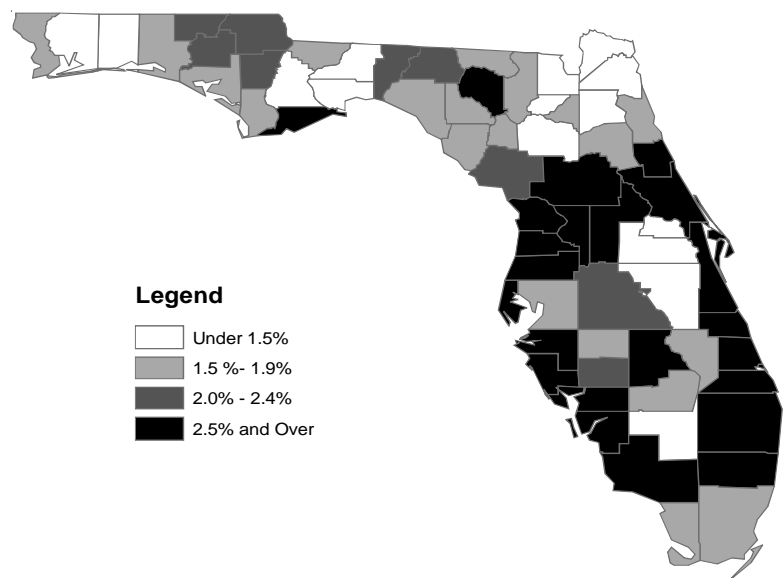 Legend
Under 1.5%
1.5 %- 1.9%
2.0% - 2.4%
2.5% and Over